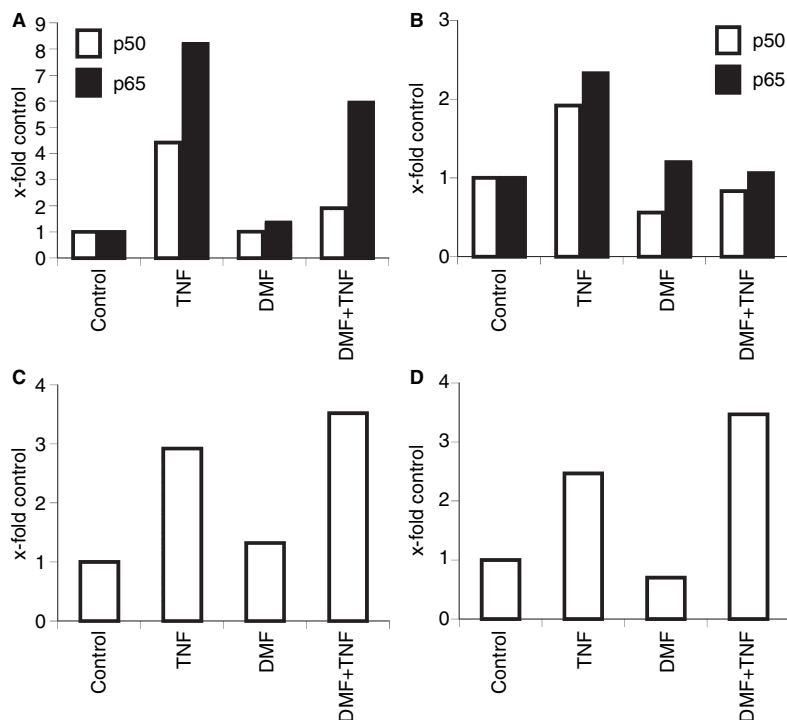 A
p50
p65
x-fold control
9
8
7
6
5
4
3
2
1
0
Control
TNF
DMF
DMF+TNF
B
p50
p65
x-fold control
3
2
1
0
Control
TNF
DMF
DMF+TNF
C
x-fold control
4
3
2
1
0
Control
TNF
DMF
DMF+TNF
D
x-fold control
4
3
2
1
0
Control
TNF
DMF
DMF+TNF